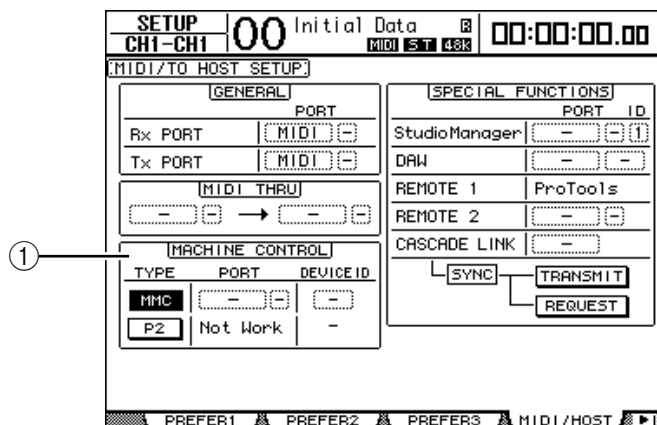 SETUP
CH1-CH1
00
Initial Data R
MIDI ST 48K
00:00:00.00
MIDI/TO HOST SETUP
GENERAL
PORT
Rx PORT MIDI -
Tx PORT MIDI -
MIDI THRU
- - → - -
MACHINE CONTROL
TYPE PORT DEVICE ID
MMC - - -
P2 Not Work -
SPECIAL FUNCTIONS
PORT ID
StudioManager - - 1
DAW - -
REMOTE 1 ProTools
REMOTE 2 - -
CASCADE LINK -
SYNC TRANSMIT
REQUEST
1
PREFER1 PREFER2 PREFER3 MIDI/HOST